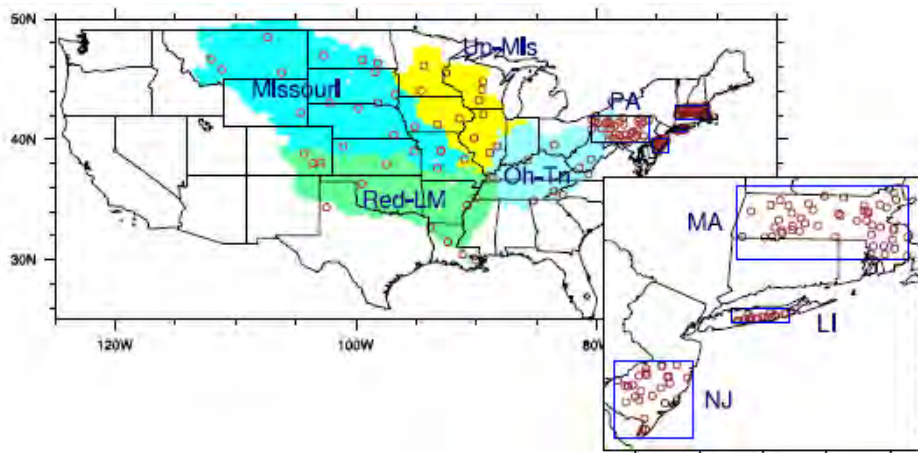 50N
Up-MIs
Missouri
PA
40N
Oh-Tn
Red-LM
MA
30N
LI
120W 100W 80W
NJ